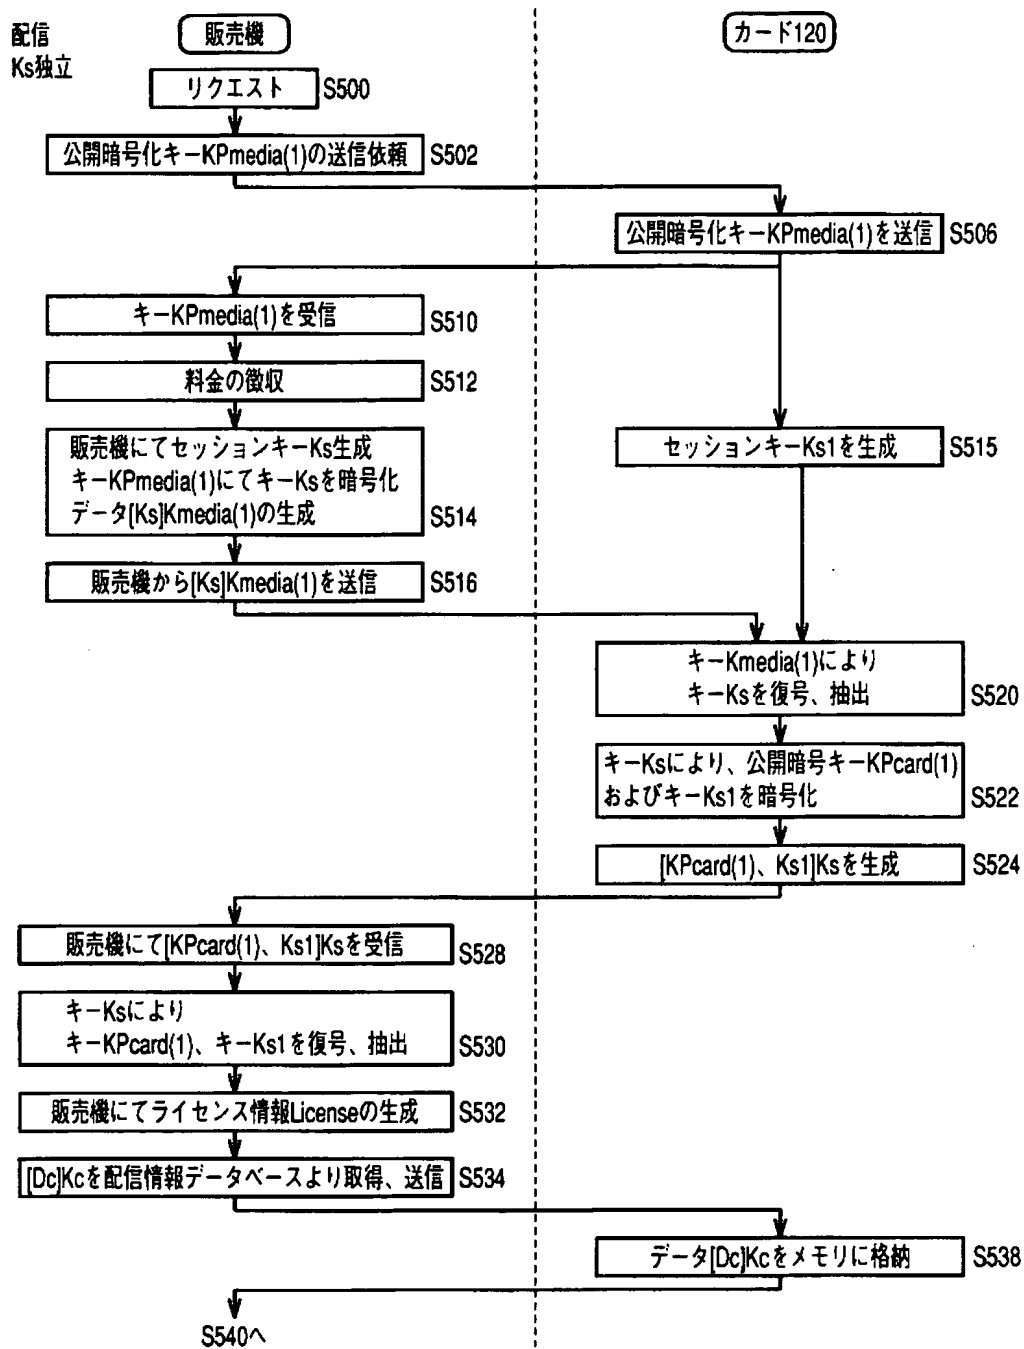 配信
Ks独立
販売機
カード120
リクエスト
S500
公開暗号化キーKPmedia(1)の送信依頼
S502
公開暗号化キーKPmedia(1)を送信
S506
キーKPmedia(1)を受信
S510
料金の徴収
S512
販売機にてセッションキーKs生成
キーKPmedia(1)にてキーKsを暗号化
データ[Ks]Kmedia(1)の生成
S514
セッションキーKs1を生成
S515
販売機から[Ks]Kmedia(1)を送信
S516
キーKmedia(1)により
キーKsを復号、抽出
S520
キーKsにより、公開暗号キーKPcard(1)
およびキーKs1を暗号化
S522
[KPcard(1)、Ks1]Ksを生成
S524
販売機にて[KPcard(1)、Ks1]Ksを受信
S528
キーKsにより
キーKPcard(1)、キーKs1を復号、抽出
S530
販売機にてライセンス情報Licenseの生成
S532
[Dc]Kcを配信情報データベースより取得、送信
S534
データ[Dc]Kcをメモリに格納
S538
S540へ